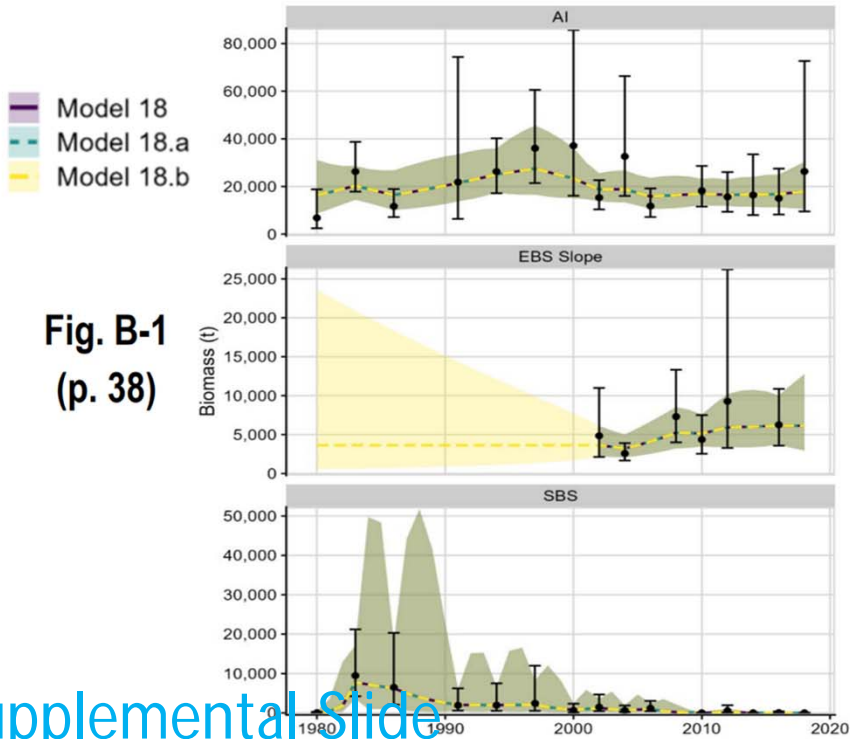 AI
80,000
60,000
40,000
20,000
0
Model 18
Model 18.a
Model 18.b
EBS Slope
25,000
20,000
15,000
10,000
5,000
0
Biomass (t)
Fig. B-1
(p. 38)
SBS
50,000
40,000
30,000
20,000
10,000
0
1980 1990 2000 2010 2020
upplemental Slide